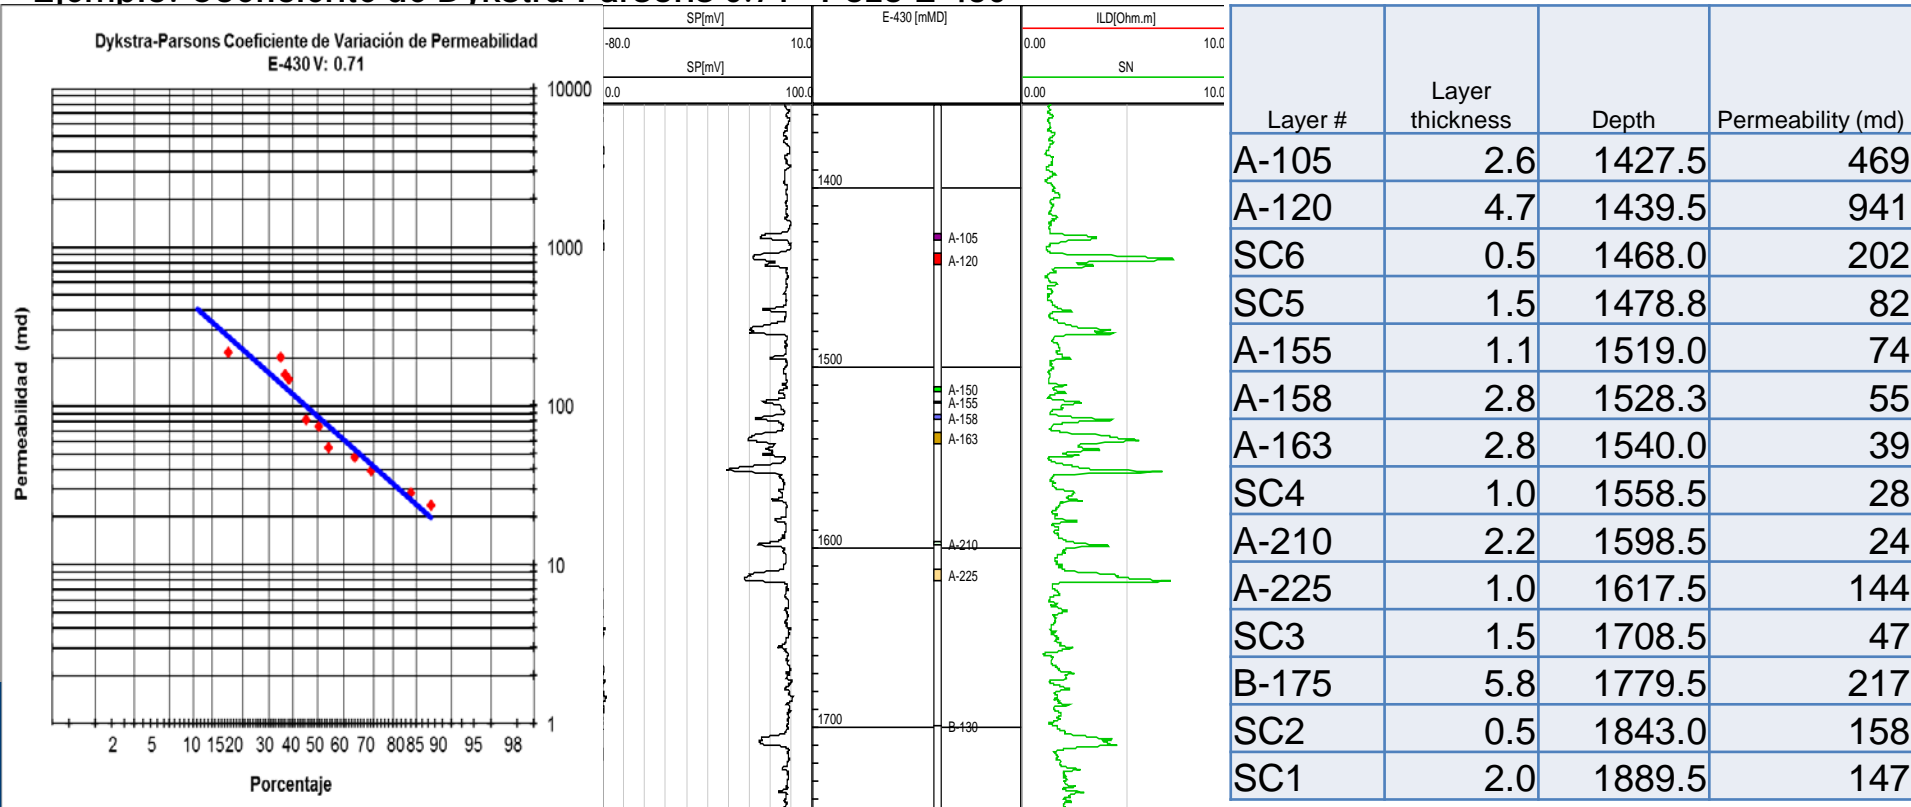 Dykstra-Parsons Coeficiente de Variación de Permeabilidad
E-430 V: 0.71
10000
1000
100
10
1
Permeabilidad (md)
2 5 10 15 20 30 40 50 60 70 80 85 90 95 98
Porcentaje
SP[mV]
-80.0 10.0
SP[mV]
0.0 100.0
E-430 [mMD]
ILD[Ohm.m]
0.00 10.0
SN
0.00 10.0
1400
A-105
A-120
1500
A-150
A-155
A-158
A-163
1600
A-210
A-225
1700
B-130
Layer # Layer thickness Depth Permeability (md)
A-105 2.6 1427.5 469
A-120 4.7 1439.5 941
SC6 0.5 1468.0 202
SC5 1.5 1478.8 82
A-155 1.1 1519.0 74
A-158 2.8 1528.3 55
A-163 2.8 1540.0 39
SC4 1.0 1558.5 28
A-210 2.2 1598.5 24
A-225 1.0 1617.5 144
SC3 1.5 1708.5 47
B-175 5.8 1779.5 217
SC2 0.5 1843.0 158
SC1 2.0 1889.5 147